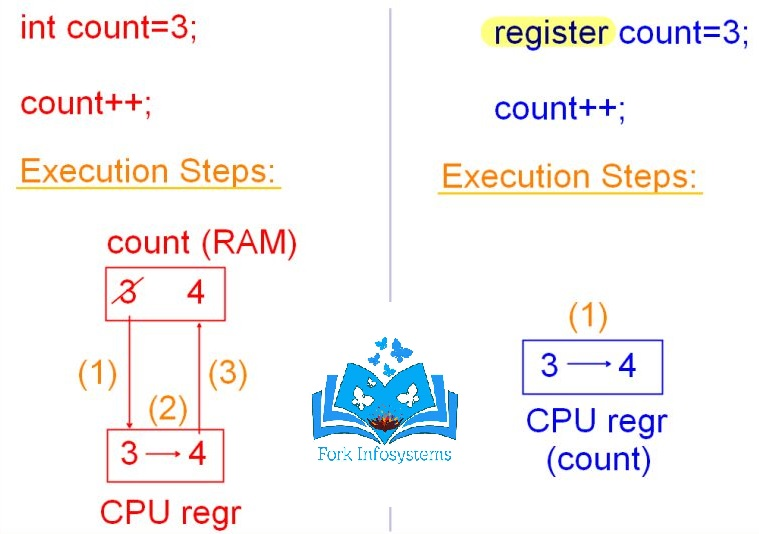 int count=3;
count++;
Execution Steps:
count (RAM)
3 4
(1)
(2)
(3)
3 4
CPU regr
Fork Infosystems
register count=3;
count++;
Execution Steps:
(1)
3 4
CPU regr
(count)